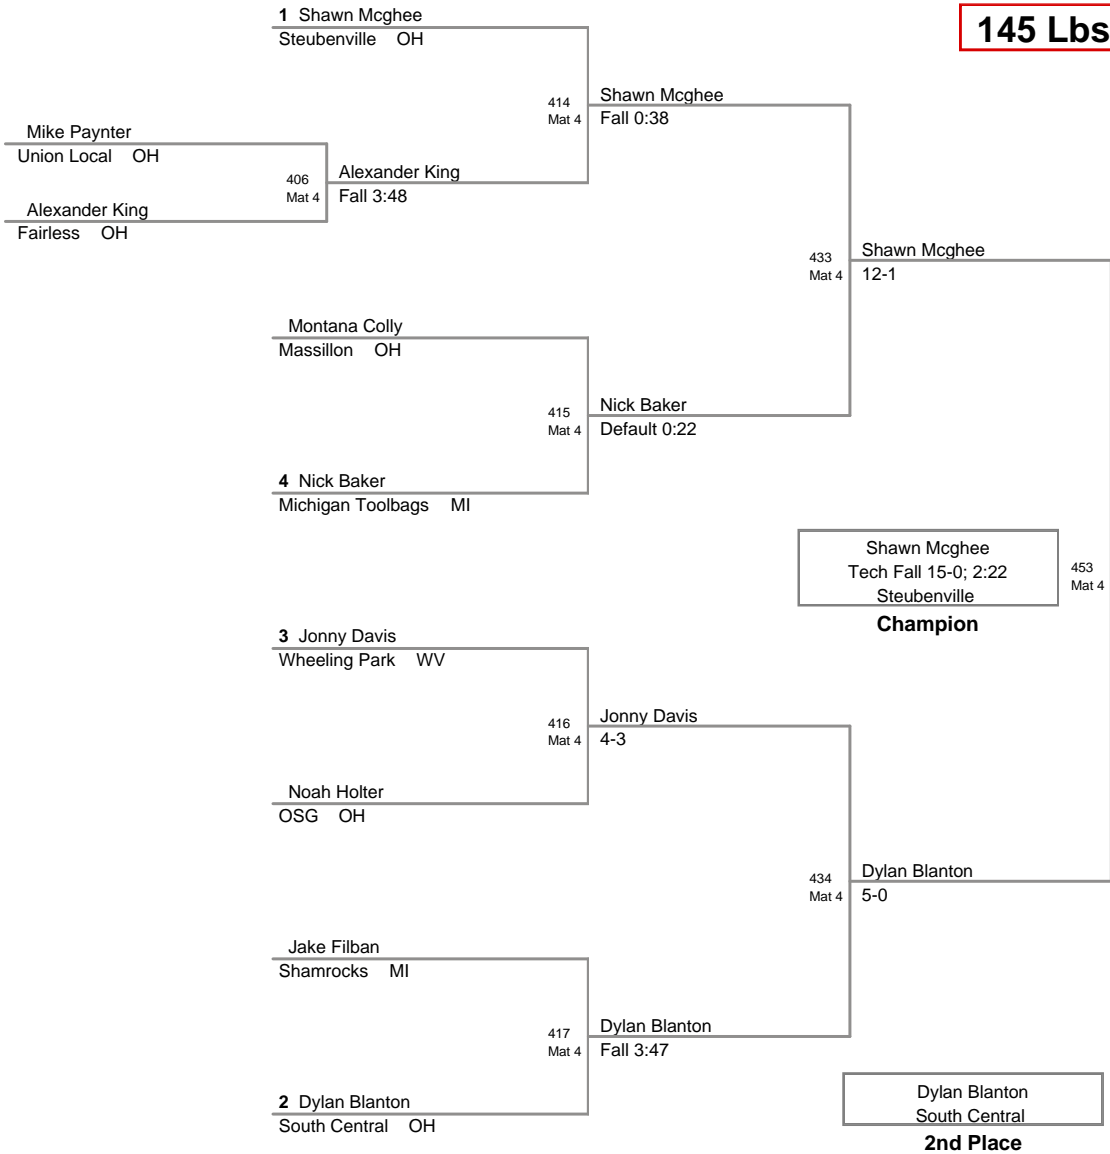 1 Shawn Mcghee
Steubenville OH
145 Lbs
414
Mat 4
Shawn Mcghee
Fall 0:38
Mike Paynter
Union Local OH
406
Mat 4
Alexander King
Fall 3:48
Alexander King
Fairless OH
433
Mat 4
Shawn Mcghee
12-1
Montana Colly
Massillon OH
415
Mat 4
Nick Baker
Default 0:22
4 Nick Baker
Michigan Toolbags MI
Shawn Mcghee
Tech Fall 15-0; 2:22
Steubenville
Champion
453
Mat 4
3 Jonny Davis
Wheeling Park WV
416
Mat 4
Jonny Davis
4-3
Noah Holter
OSG OH
434
Mat 4
Dylan Blanton
5-0
Jake Filban
Shamrocks MI
417
Mat 4
Dylan Blanton
Fall 3:47
2 Dylan Blanton
South Central OH
Dylan Blanton
South Central
2nd Place